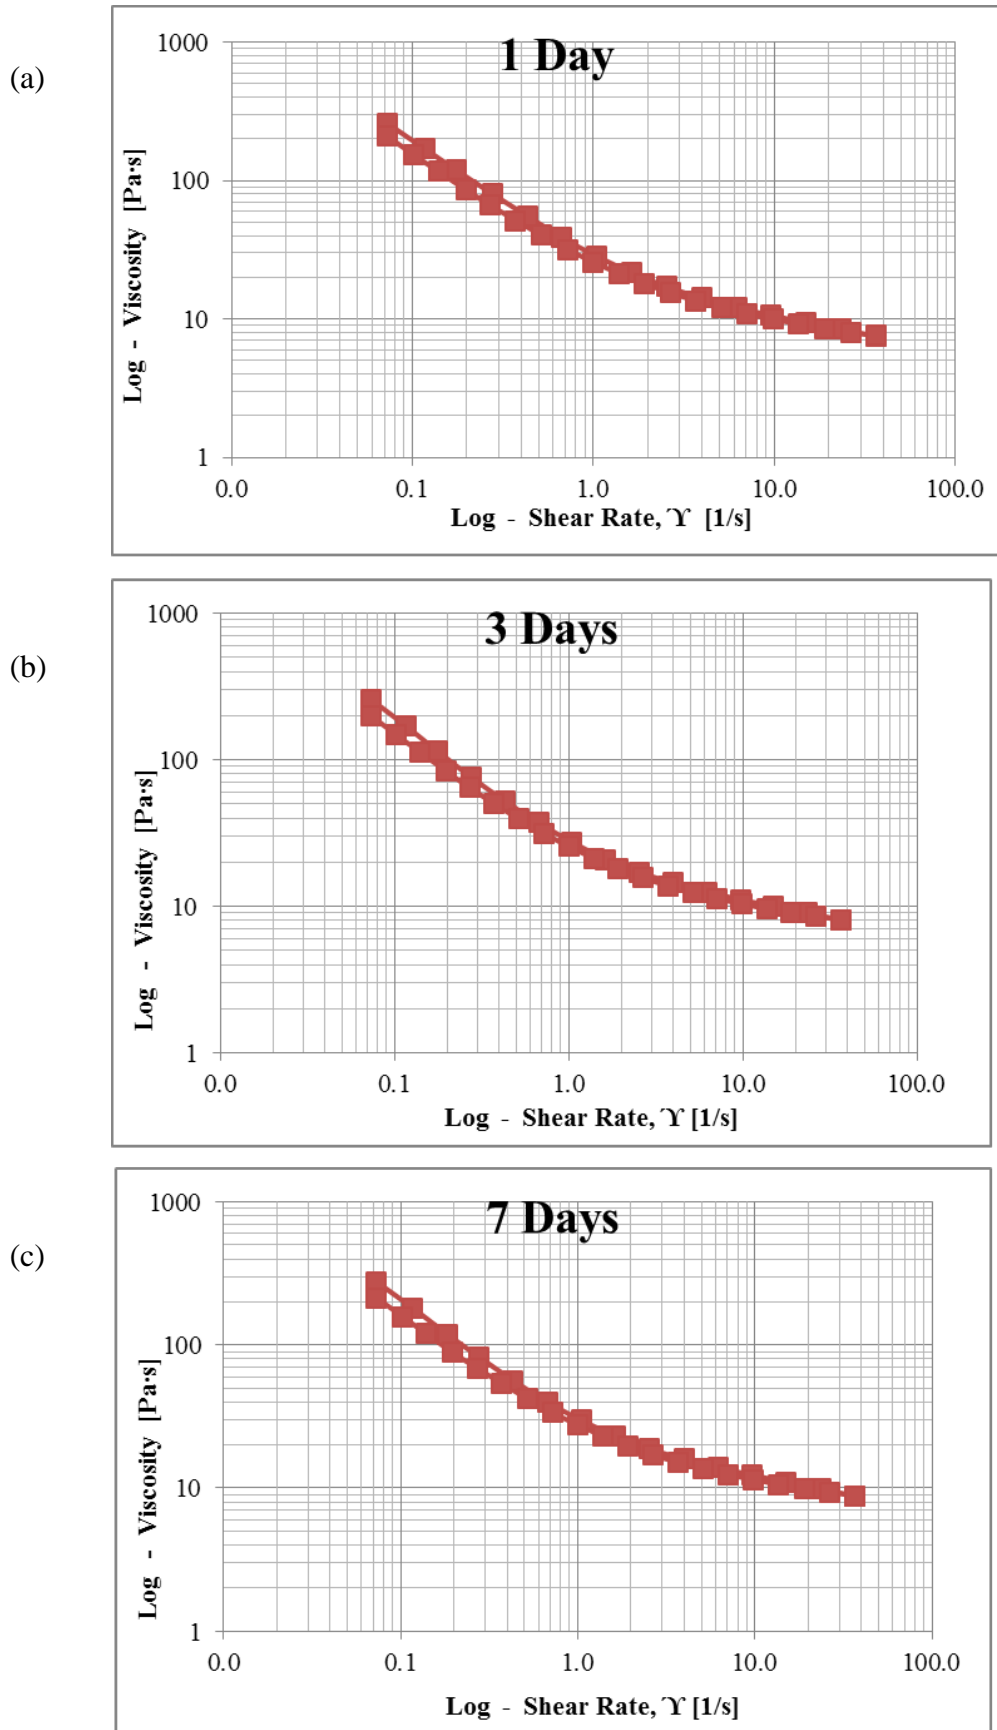 (a)
1 Day
1000
100
10
1
Log - Viscosity [Pa·s]
0.0 0.1 1.0 10.0 100.0
Log - Shear Rate, ϓ [1/s]
(b)
3 Days
1000
100
10
1
Log - Viscosity [Pa·s]
0.0 0.1 1.0 10.0 100.0
Log - Shear Rate, ϓ [1/s]
(c)
7 Days
1000
100
10
1
Log - Viscosity [Pa·s]
0.0 0.1 1.0 10.0 100.0
Log - Shear Rate, ϓ [1/s]